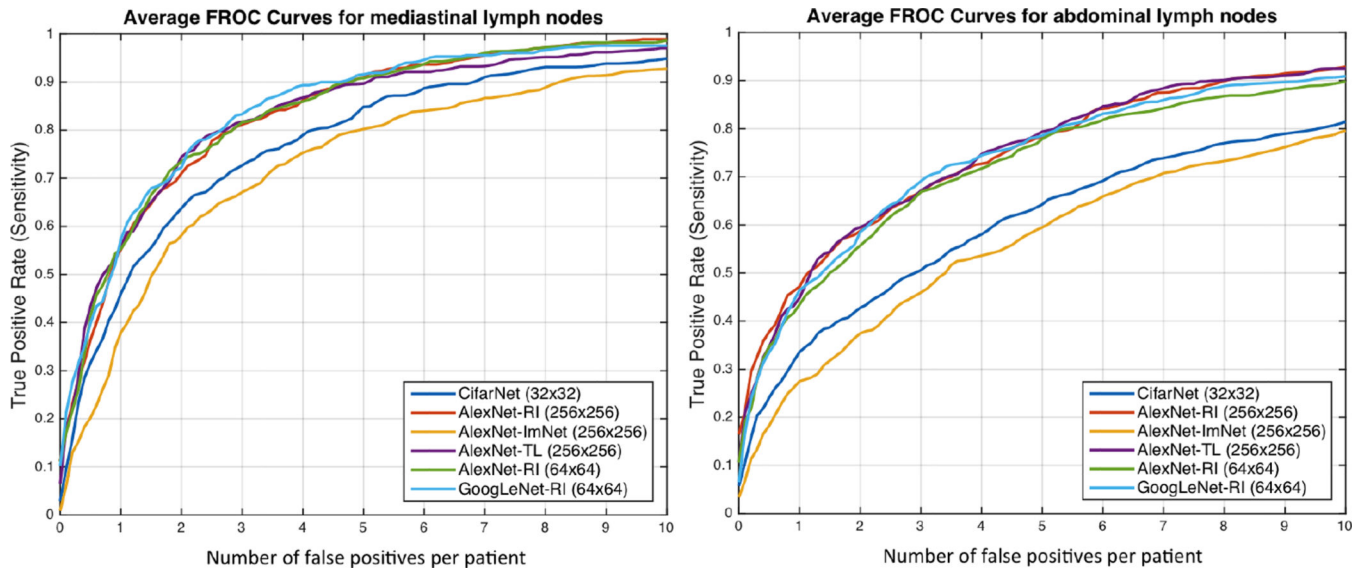 Average FROC Curves for mediastinal lymph nodes
True Positive Rate (Sensitivity)
1
0.9
0.8
0.7
0.6
0.5
0.4
0.3
0.2
0.1
0
CifarNet (32x32)
AlexNet-RI (256x256)
AlexNet-ImNet (256x256)
AlexNet-TL (256x256)
AlexNet-RI (64x64)
GoogLeNet-RI (64x64)
0 1 2 3 4 5 6 7 8 9 10
Number of false positives per patient
Average FROC Curves for abdominal lymph nodes
True Positive Rate (Sensitivity)
1
0.9
0.8
0.7
0.6
0.5
0.4
0.3
0.2
0.1
0
CifarNet (32x32)
AlexNet-RI (256x256)
AlexNet-ImNet (256x256)
AlexNet-TL (256x256)
AlexNet-RI (64x64)
GoogLeNet-RI (64x64)
0 1 2 3 4 5 6 7 8 9 10
Number of false positives per patient